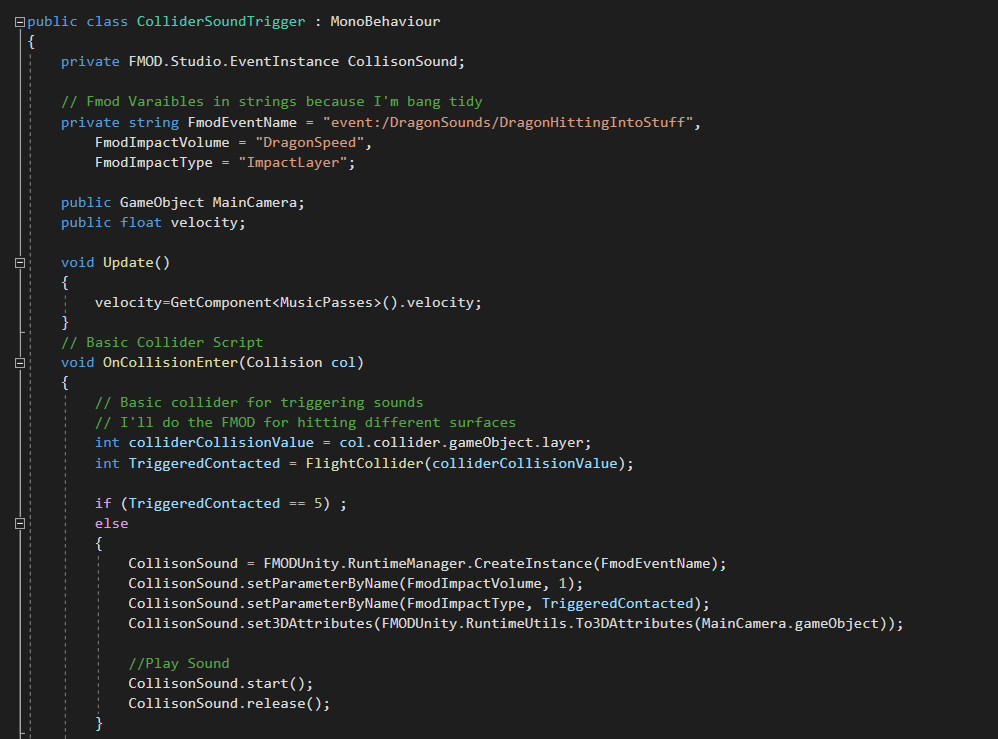 public class ColliderSoundTrigger : MonoBehaviour
{
private FMOD.Studio.EventInstance CollisonSound;
// Fmod Varaibles in strings because I'm bang tidy
private string FmodEventName = "event:/DragonSounds/DragonHittingIntoStuff",
FmodImpactVolume = "DragonSpeed",
FmodImpactType = "ImpactLayer";
public GameObject MainCamera;
public float velocity;
void Update()
{
velocity=GetComponent<MusicPasses>().velocity;
}
// Basic Collider Script
void OnCollisionEnter(Collision col)
{
// Basic collider for triggering sounds
// I'll do the FMOD for hitting different surfaces
int colliderCollisionValue = col.collider.gameObject.layer;
int TriggeredContacted = FlightCollider(colliderCollisionValue);
if (TriggeredContacted == 5) ;
else
{
CollisonSound = FMODUnity.RuntimeManager.CreateInstance(FmodEventName);
CollisonSound.setParameterByName(FmodImpactVolume, 1);
CollisonSound.setParameterByName(FmodImpactType, TriggeredContacted);
CollisonSound.set3DAttributes(FMODUnity.RuntimeUtils.To3DAttributes(MainCamera.gameObject));
//Play Sound
CollisonSound.start();
CollisonSound.release();
}